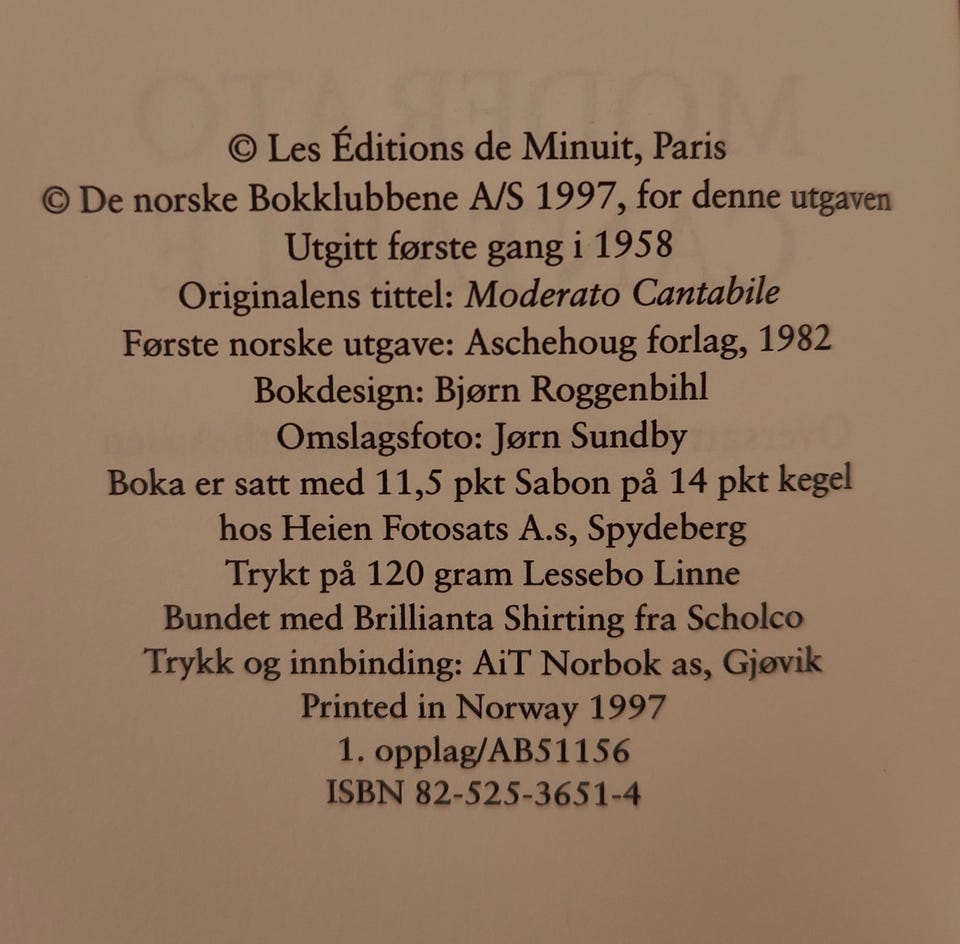 © Les Éditions de Minuit, Paris
© De norske Bokklubbene A/S 1997, for denne utgaven
Utgitt første gang i 1958
Originalens tittel: Moderato Cantabile
Første norske utgave: Aschehoug forlag, 1982
Bokdesign: Bjørn Roggenbihl
Omslagsfoto: Jørn Sundby
Boka er satt med 11,5 pkt Sabon på 14 pkt kegel
hos Heien Fotosats A.s, Spydeberg
Trykt på 120 gram Lessebo Linne
Bundet med Brillianta Shirting fra Scholco
Trykk og innbinding: AiT Norbok as, Gjøvik
Printed in Norway 1997
1. opplag/AB51156
ISBN 82-525-3651-4